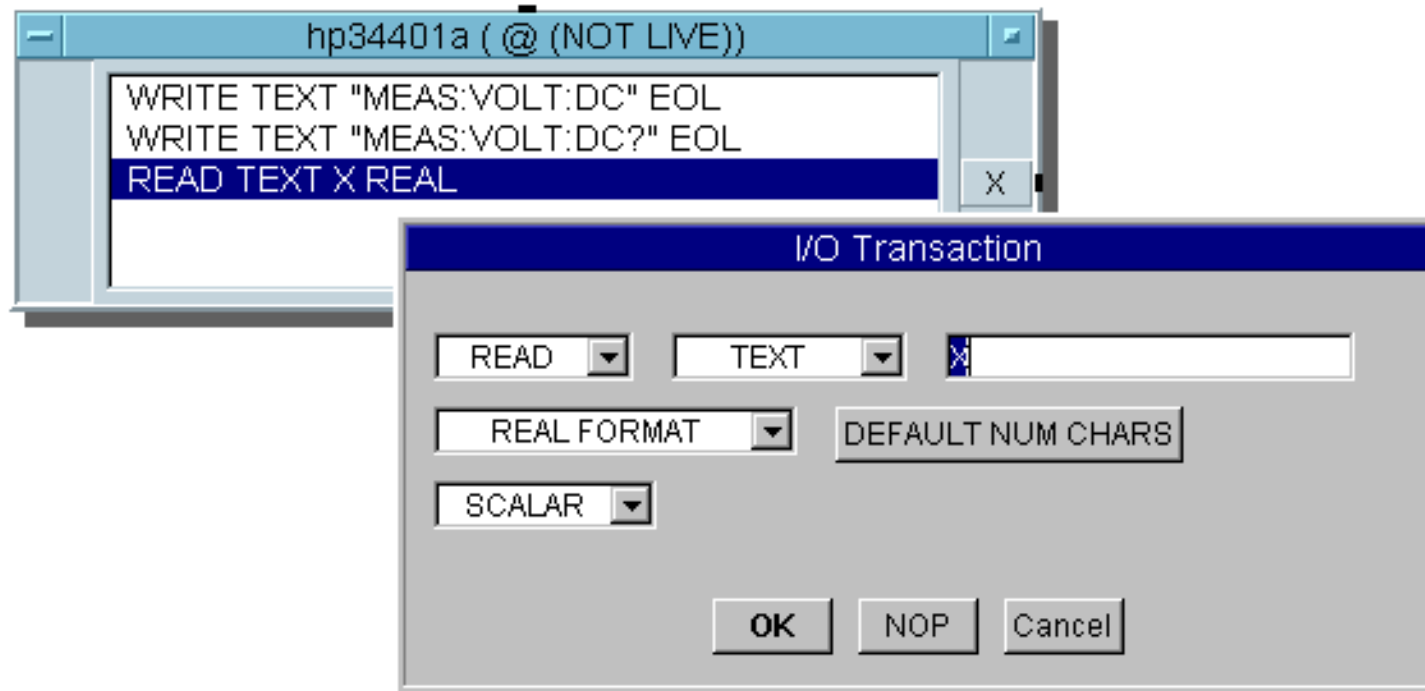 hp34401a ( @ (NOT LIVE))
WRITE TEXT "MEAS:VOLT:DC" EOL
WRITE TEXT "MEAS:VOLT:DC?" EOL
READ TEXT X REAL
X
I/O Transaction
READ TEXT X
REAL FORMAT DEFAULT NUM CHARS
SCALAR
OK NOP Cancel